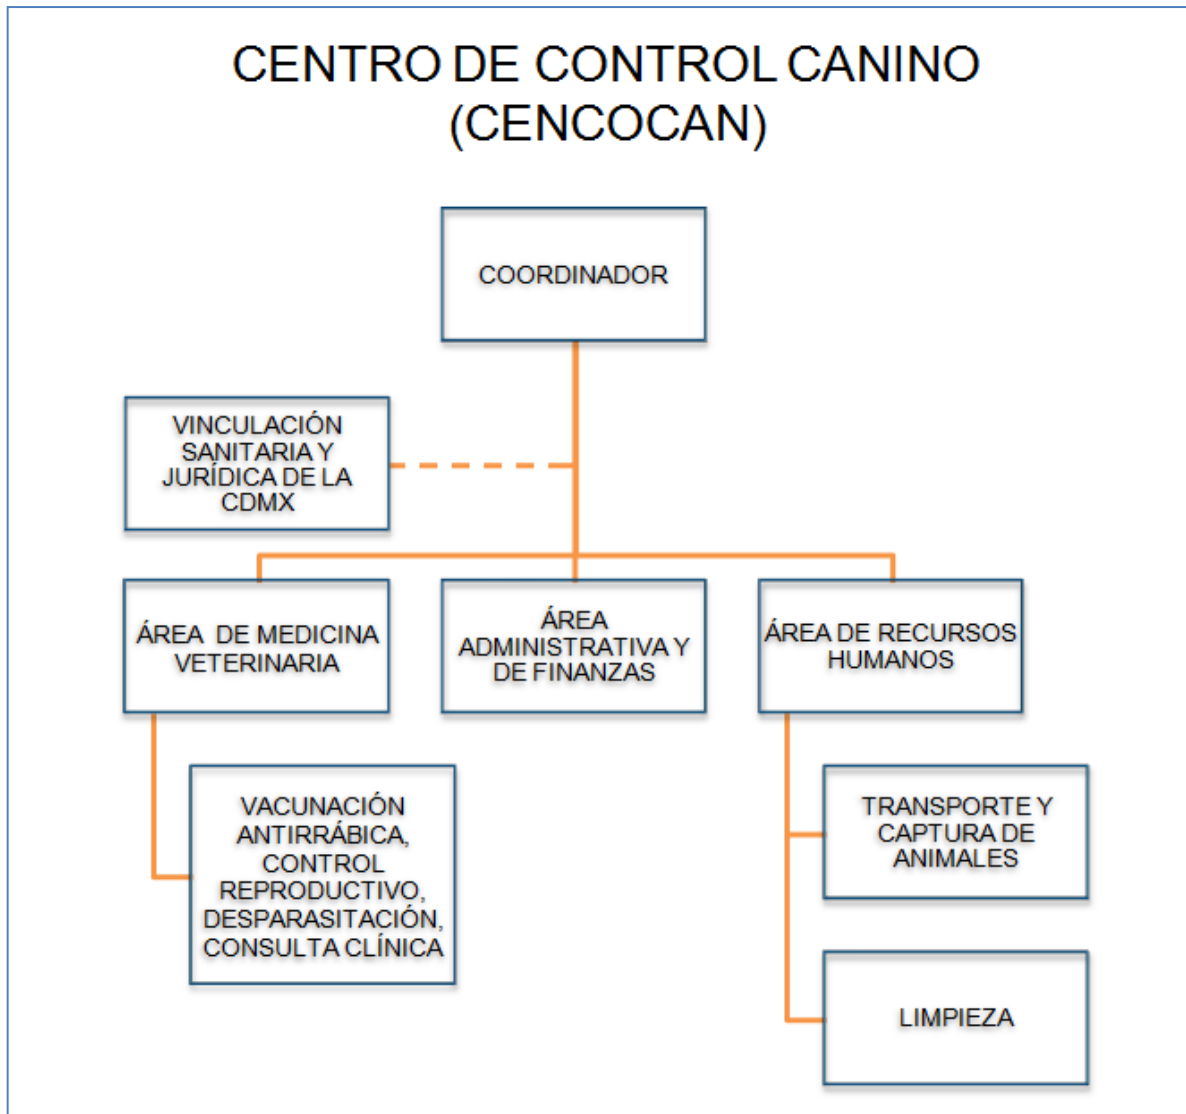 CENTRO DE CONTROL CANINO
(CENCOCAN)
COORDINADOR
VINCULACIÓN
SANITARIA Y
JURÍDICA DE LA
CDMX
ÁREA DE MEDICINA
VETERINARIA
ÁREA
ADMINISTRATIVA Y
DE FINANZAS
ÁREA DE RECURSOS
HUMANOS
VACUNACIÓN
ANTIRRÁBICA,
CONTROL
REPRODUCTIVO,
DESPARASITACIÓN,
CONSULTA CLÍNICA
TRANSPORTE Y
CAPTURA DE
ANIMALES
LIMPIEZA